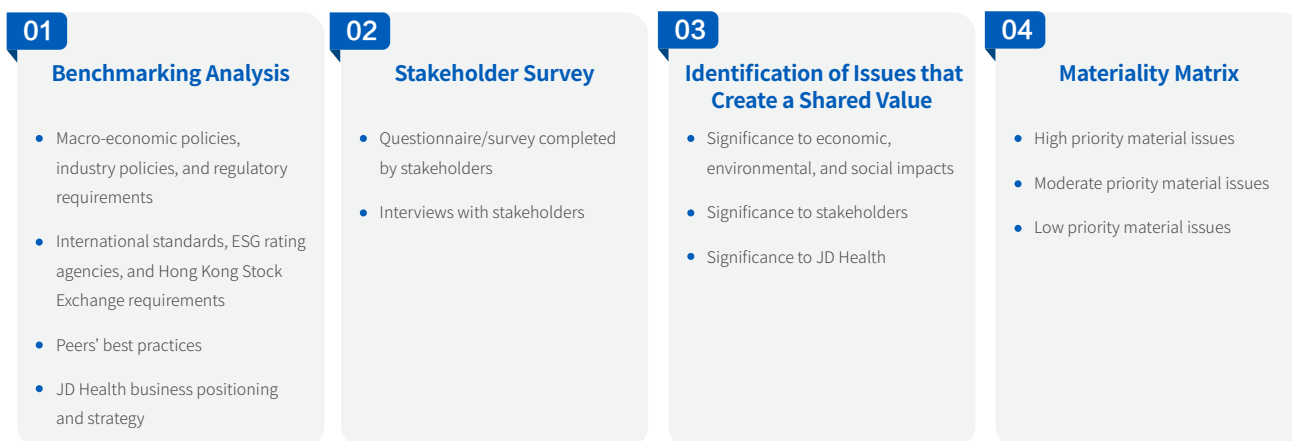 01
Benchmarking Analysis
• Macro-economic policies,
industry policies, and regulatory
requirements
• International standards, ESG rating
agencies, and Hong Kong Stock
Exchange requirements
• Peers' best practices
• JD Health business positioning
and strategy
02
Stakeholder Survey
• Questionnaire/survey completed
by stakeholders
• Interviews with stakeholders
03
Identification of Issues that
Create a Shared Value
• Significance to economic,
environmental, and social impacts
• Significance to stakeholders
• Significance to JD Health
04
Materiality Matrix
• High priority material issues
• Moderate priority material issues
• Low priority material issues